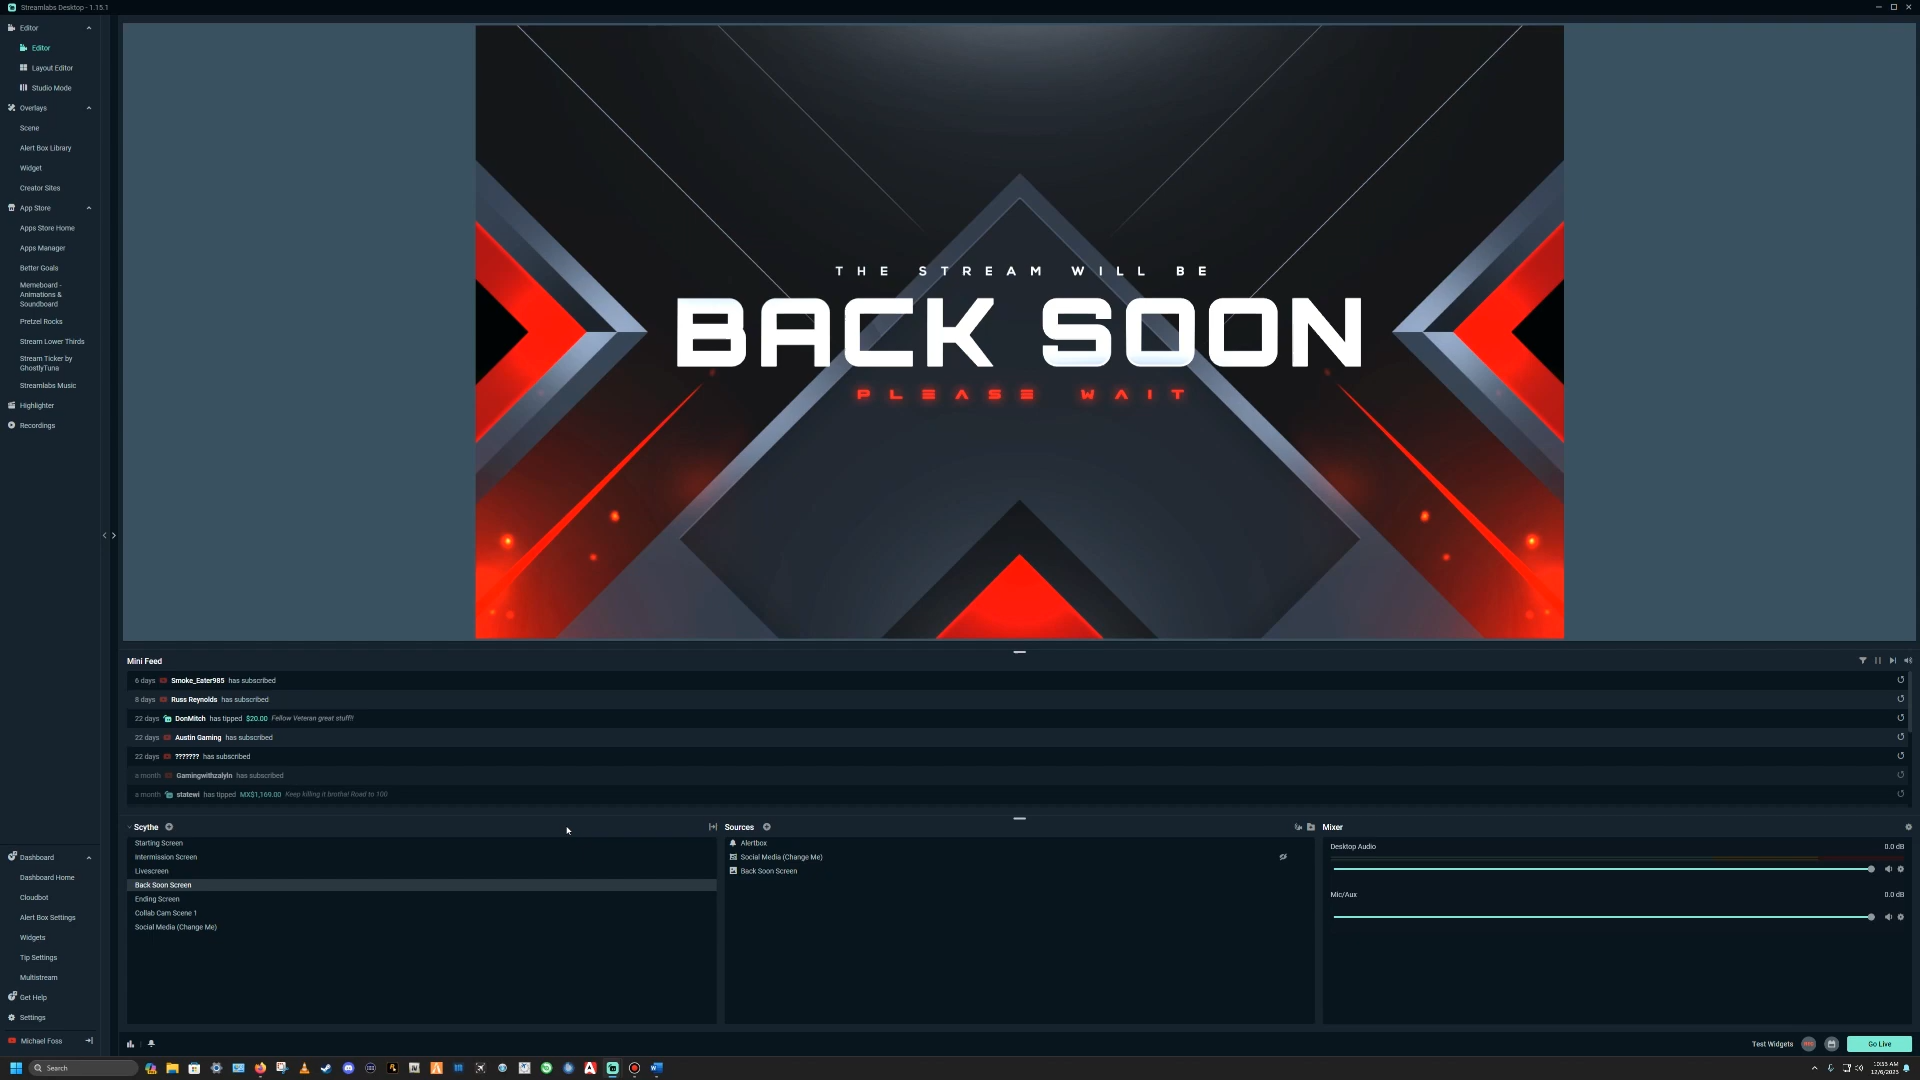 Streamlabs Desktop - 1.15.1
Editor
Editor
Layout Editor
Studio Mode
Overlays
Scene
Alert Box Library
Widget
Creator Sites
App Store
Apps Store Home
Apps Manager
Better Goals
Memeboard -
Animations &
Soundboard
Pretzel Rocks
Stream Lower Thirds
Stream Ticker by
GhostlyTuna
Streamlabs Music
Highlighter
Recordings
THE STREAM WILL BE
BACK SOON
PLEASE WAIT
Mini Feed
6 days Smoke_Eater985 has subscribed
8 days Russ Reynolds has subscribed
22 days DonMitch has tipped $20.00 Fellow Veteran great stuff!!
22 days Austin Gaming has subscribed
22 days ??????? has subscribed
a month Gamingwithzalyln has subscribed
a month statewi has tipped MX$1,169.00 Keep killing it brotha! Road to 100
Scythe
Starting Screen
Intermission Screen
Livescreen
Back Soon Screen
Ending Screen
Collab Cam Scene 1
Social Media (Change Me)
Sources
Alertbox
Social Media (Change Me)
Back Soon Screen
Mixer
Desktop Audio 0.0 dB
Mic/Aux 0.0 dB
Dashboard
Dashboard Home
Cloudbot
Alert Box Settings
Widgets
Tip Settings
Multistream
Get Help
Settings
Michael Foss
Test Widgets
Go Live
Search
10:53 AM
12/6/2023